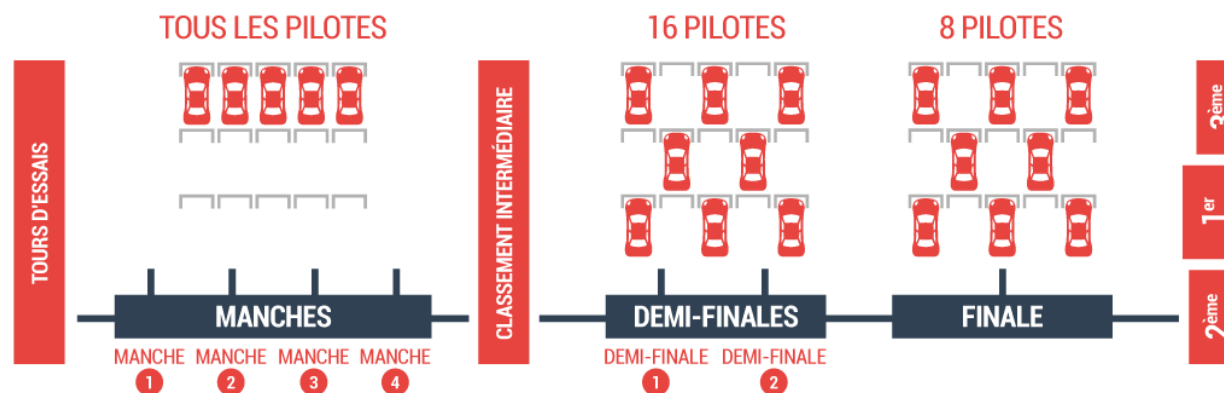 TOUS LES PILOTES
16 PILOTES
8 PILOTES
TOURS D'ESSAIS
CLASSEMENT INTERMÉDIAIRE
3ème
1er
2ème
MANCHES
DEMI-FINALES
FINALE
MANCHE 1
MANCHE 2
MANCHE 3
MANCHE 4
DEMI-FINALE 1
DEMI-FINALE 2